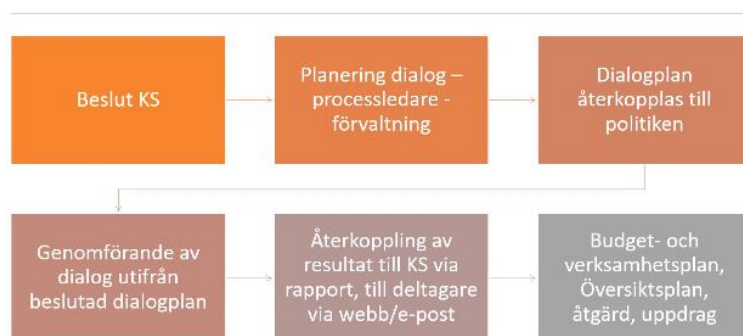 Beslut KS
Planering dialog –
processledare -
förvaltning
Dialogplan
återkopplas till
politiken
Genomförande av
dialog utifrån
beslutad dialogplan
Återkoppling av
resultat till KS via
rapport, till deltagare
via webb/e-post
Budget- och
verksamhetsplan,
Översiktsplan,
åtgärd, uppdrag